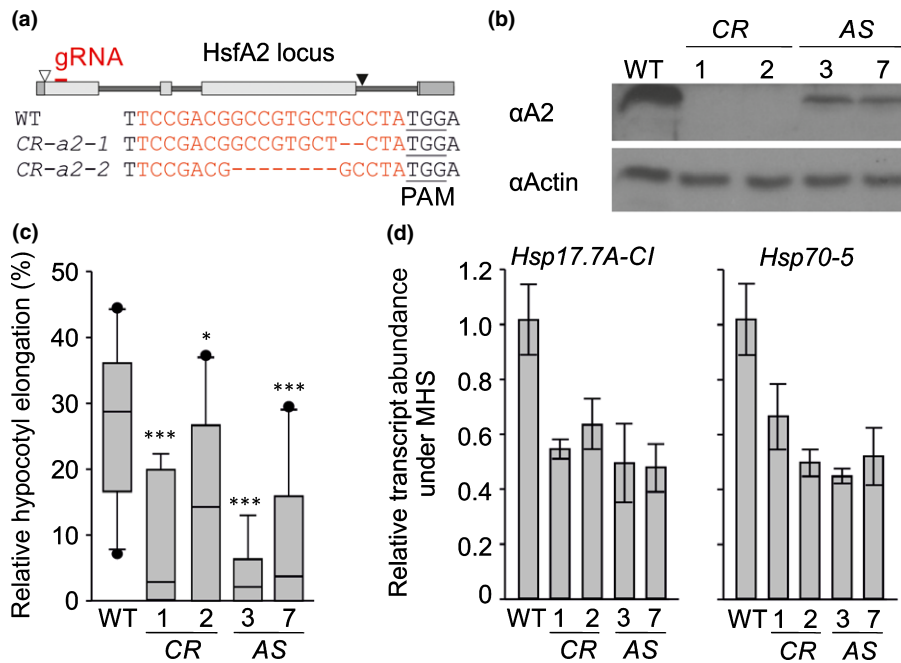 (a)
gRNA
HsfA2 locus
WT TTCCGACGGCCGTGCTGCCTATGGA
CR-a2-1 TTCCGACGGCCGTGCT--CTATGGA
CR-a2-2 TTCCGACG--------GCCTATGGA
PAM
(b)
CR AS
WT 1 2 3 7
αA2
αActin
(c)
Relative hypocotyl elongation (%)
50
40
30
20
10
0
***
*
***
***
WT 1 2 3 7
CR AS
(d)
Relative transcript abundance
under MHS
Hsp17.7A-CI
1.2
1.0
0.8
0.6
0.4
0.2
0
WT 1 2 3 7
CR AS
Hsp70-5
WT 1 2 3 7
CR AS